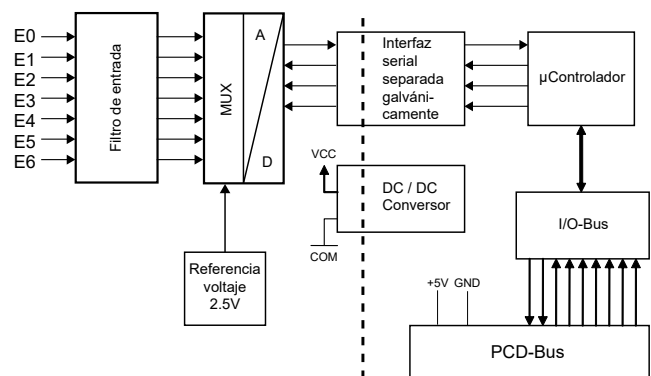 E0
E1
E2
E3
E4
E5
E6
Filtro de entrada
MUX
A
D
Interfaz
serial
separada
galváni-
camente
µControlador
VCC
COM
DC / DC
Conversor
I/O-Bus
Referencia
voltaje
2.5V
+5V GND
PCD-Bus